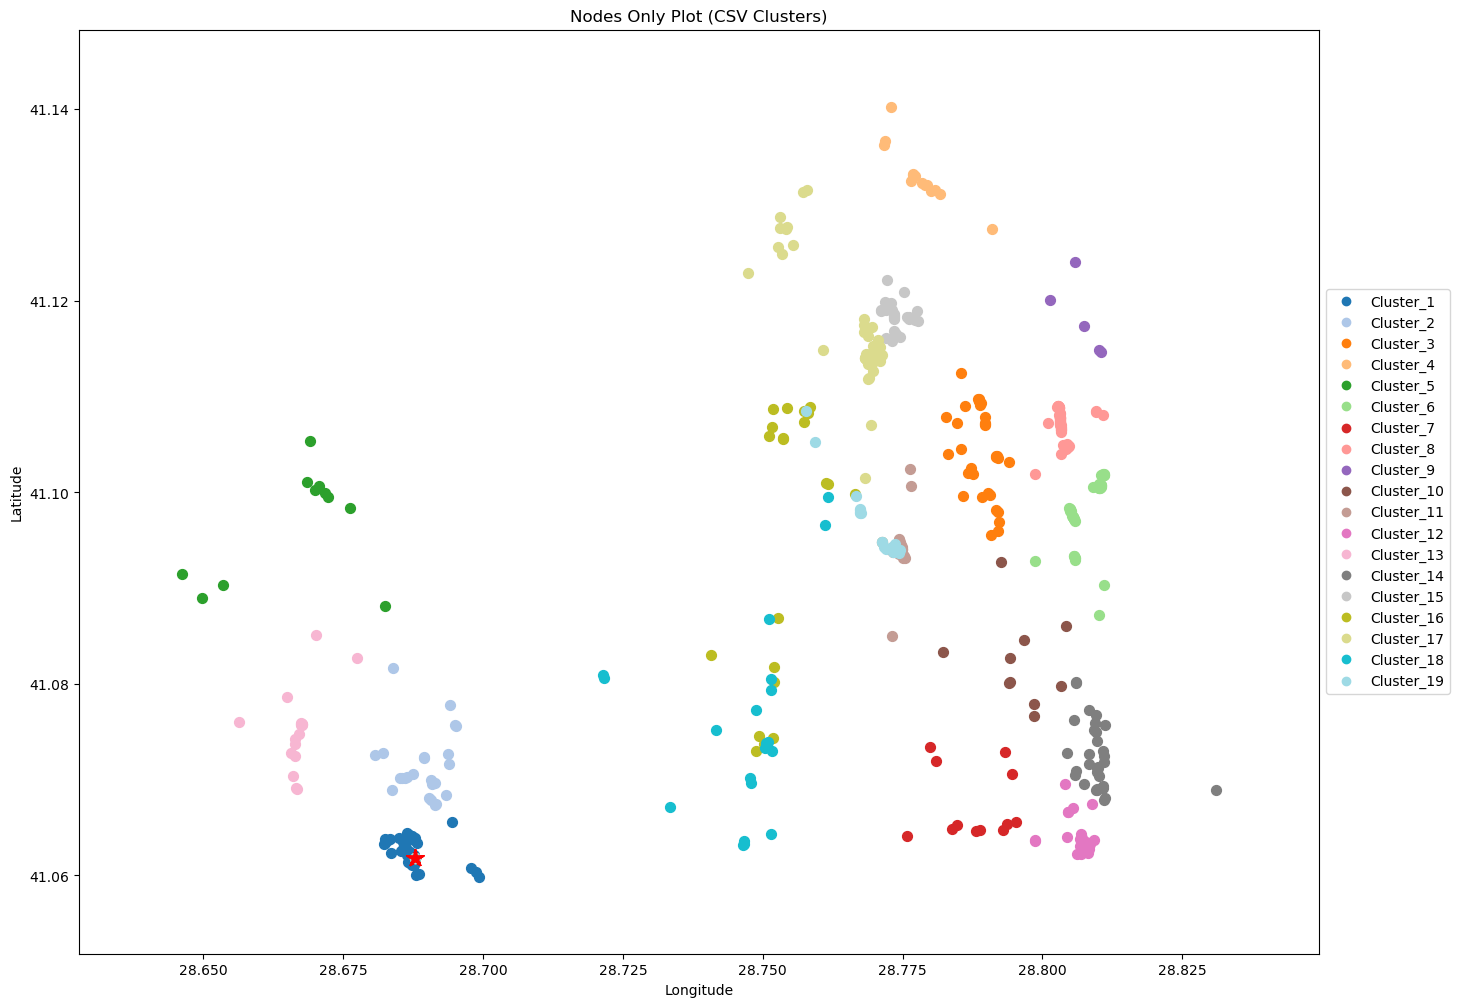 Nodes Only Plot (CSV Clusters)
Latitude
41.14
41.12
41.10
41.08
41.06
28.650 28.675 28.700 28.725 28.750 28.775 28.800 28.825
Longitude
Cluster_1
Cluster_2
Cluster_3
Cluster_4
Cluster_5
Cluster_6
Cluster_7
Cluster_8
Cluster_9
Cluster_10
Cluster_11
Cluster_12
Cluster_13
Cluster_14
Cluster_15
Cluster_16
Cluster_17
Cluster_18
Cluster_19